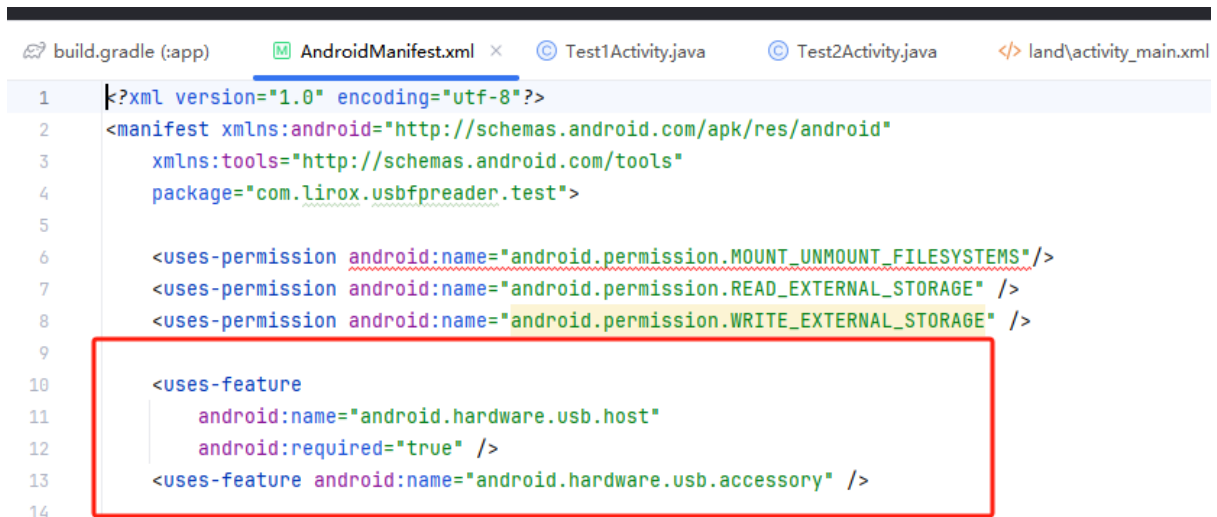 build.gradle (:app) AndroidManifest.xml × Test1Activity.java Test2Activity.java land\activity_main.xml
1 <?xml version="1.0" encoding="utf-8"?>
2 <manifest xmlns:android="http://schemas.android.com/apk/res/android"
3 xmlns:tools="http://schemas.android.com/tools"
4 package="com.lirox.usbfpreader.test">
5
6 <uses-permission android:name="android.permission.MOUNT_UNMOUNT_FILESYSTEMS"/>
7 <uses-permission android:name="android.permission.READ_EXTERNAL_STORAGE" />
8 <uses-permission android:name="android.permission.WRITE_EXTERNAL_STORAGE" />
9
10 <uses-feature
11 android:name="android.hardware.usb.host"
12 android:required="true" />
13 <uses-feature android:name="android.hardware.usb.accessory" />
14